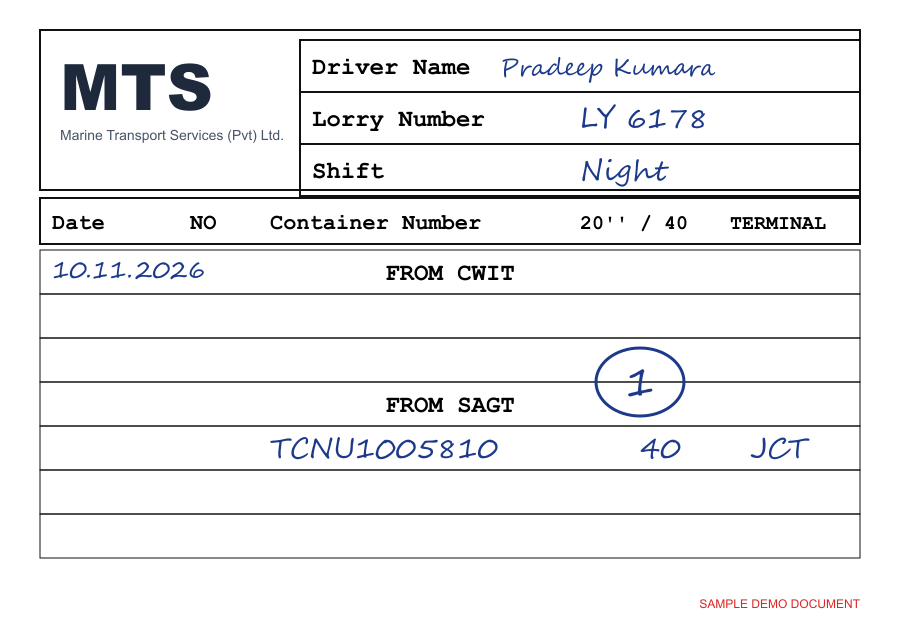 MTS
Marine Transport Services (Pvt) Ltd.
Driver Name Pradeep Kumara
Lorry Number LY 6178
Shift Night
Date NO Container Number 20'' / 40 TERMINAL
10.11.2026 FROM CWIT
1
FROM SAGT
TCNU1005810 40 JCT
SAMPLE DEMO DOCUMENT